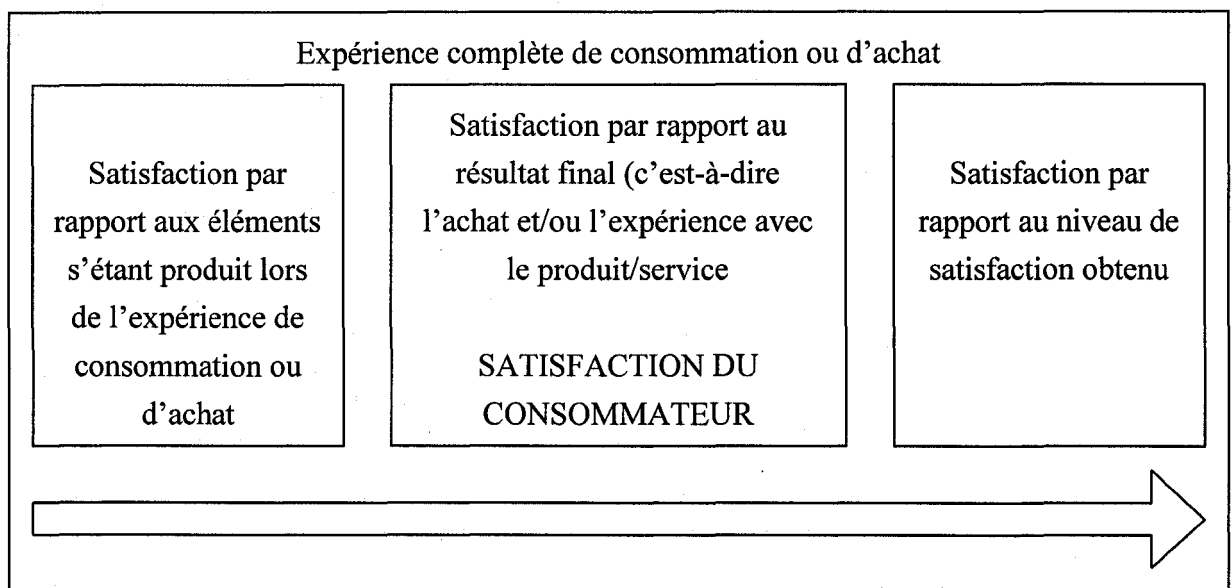 Expérience complète de consommation ou d'achat
Satisfaction par
rapport aux éléments
s'étant produit lors
de l'expérience de
consommation ou
d'achat
Satisfaction par rapport au
résultat final (c'est-à-dire
l'achat et/ou l'expérience avec
le produit/service
SATISFACTION DU
CONSOMMATEUR
Satisfaction par
rapport au niveau de
satisfaction obtenu